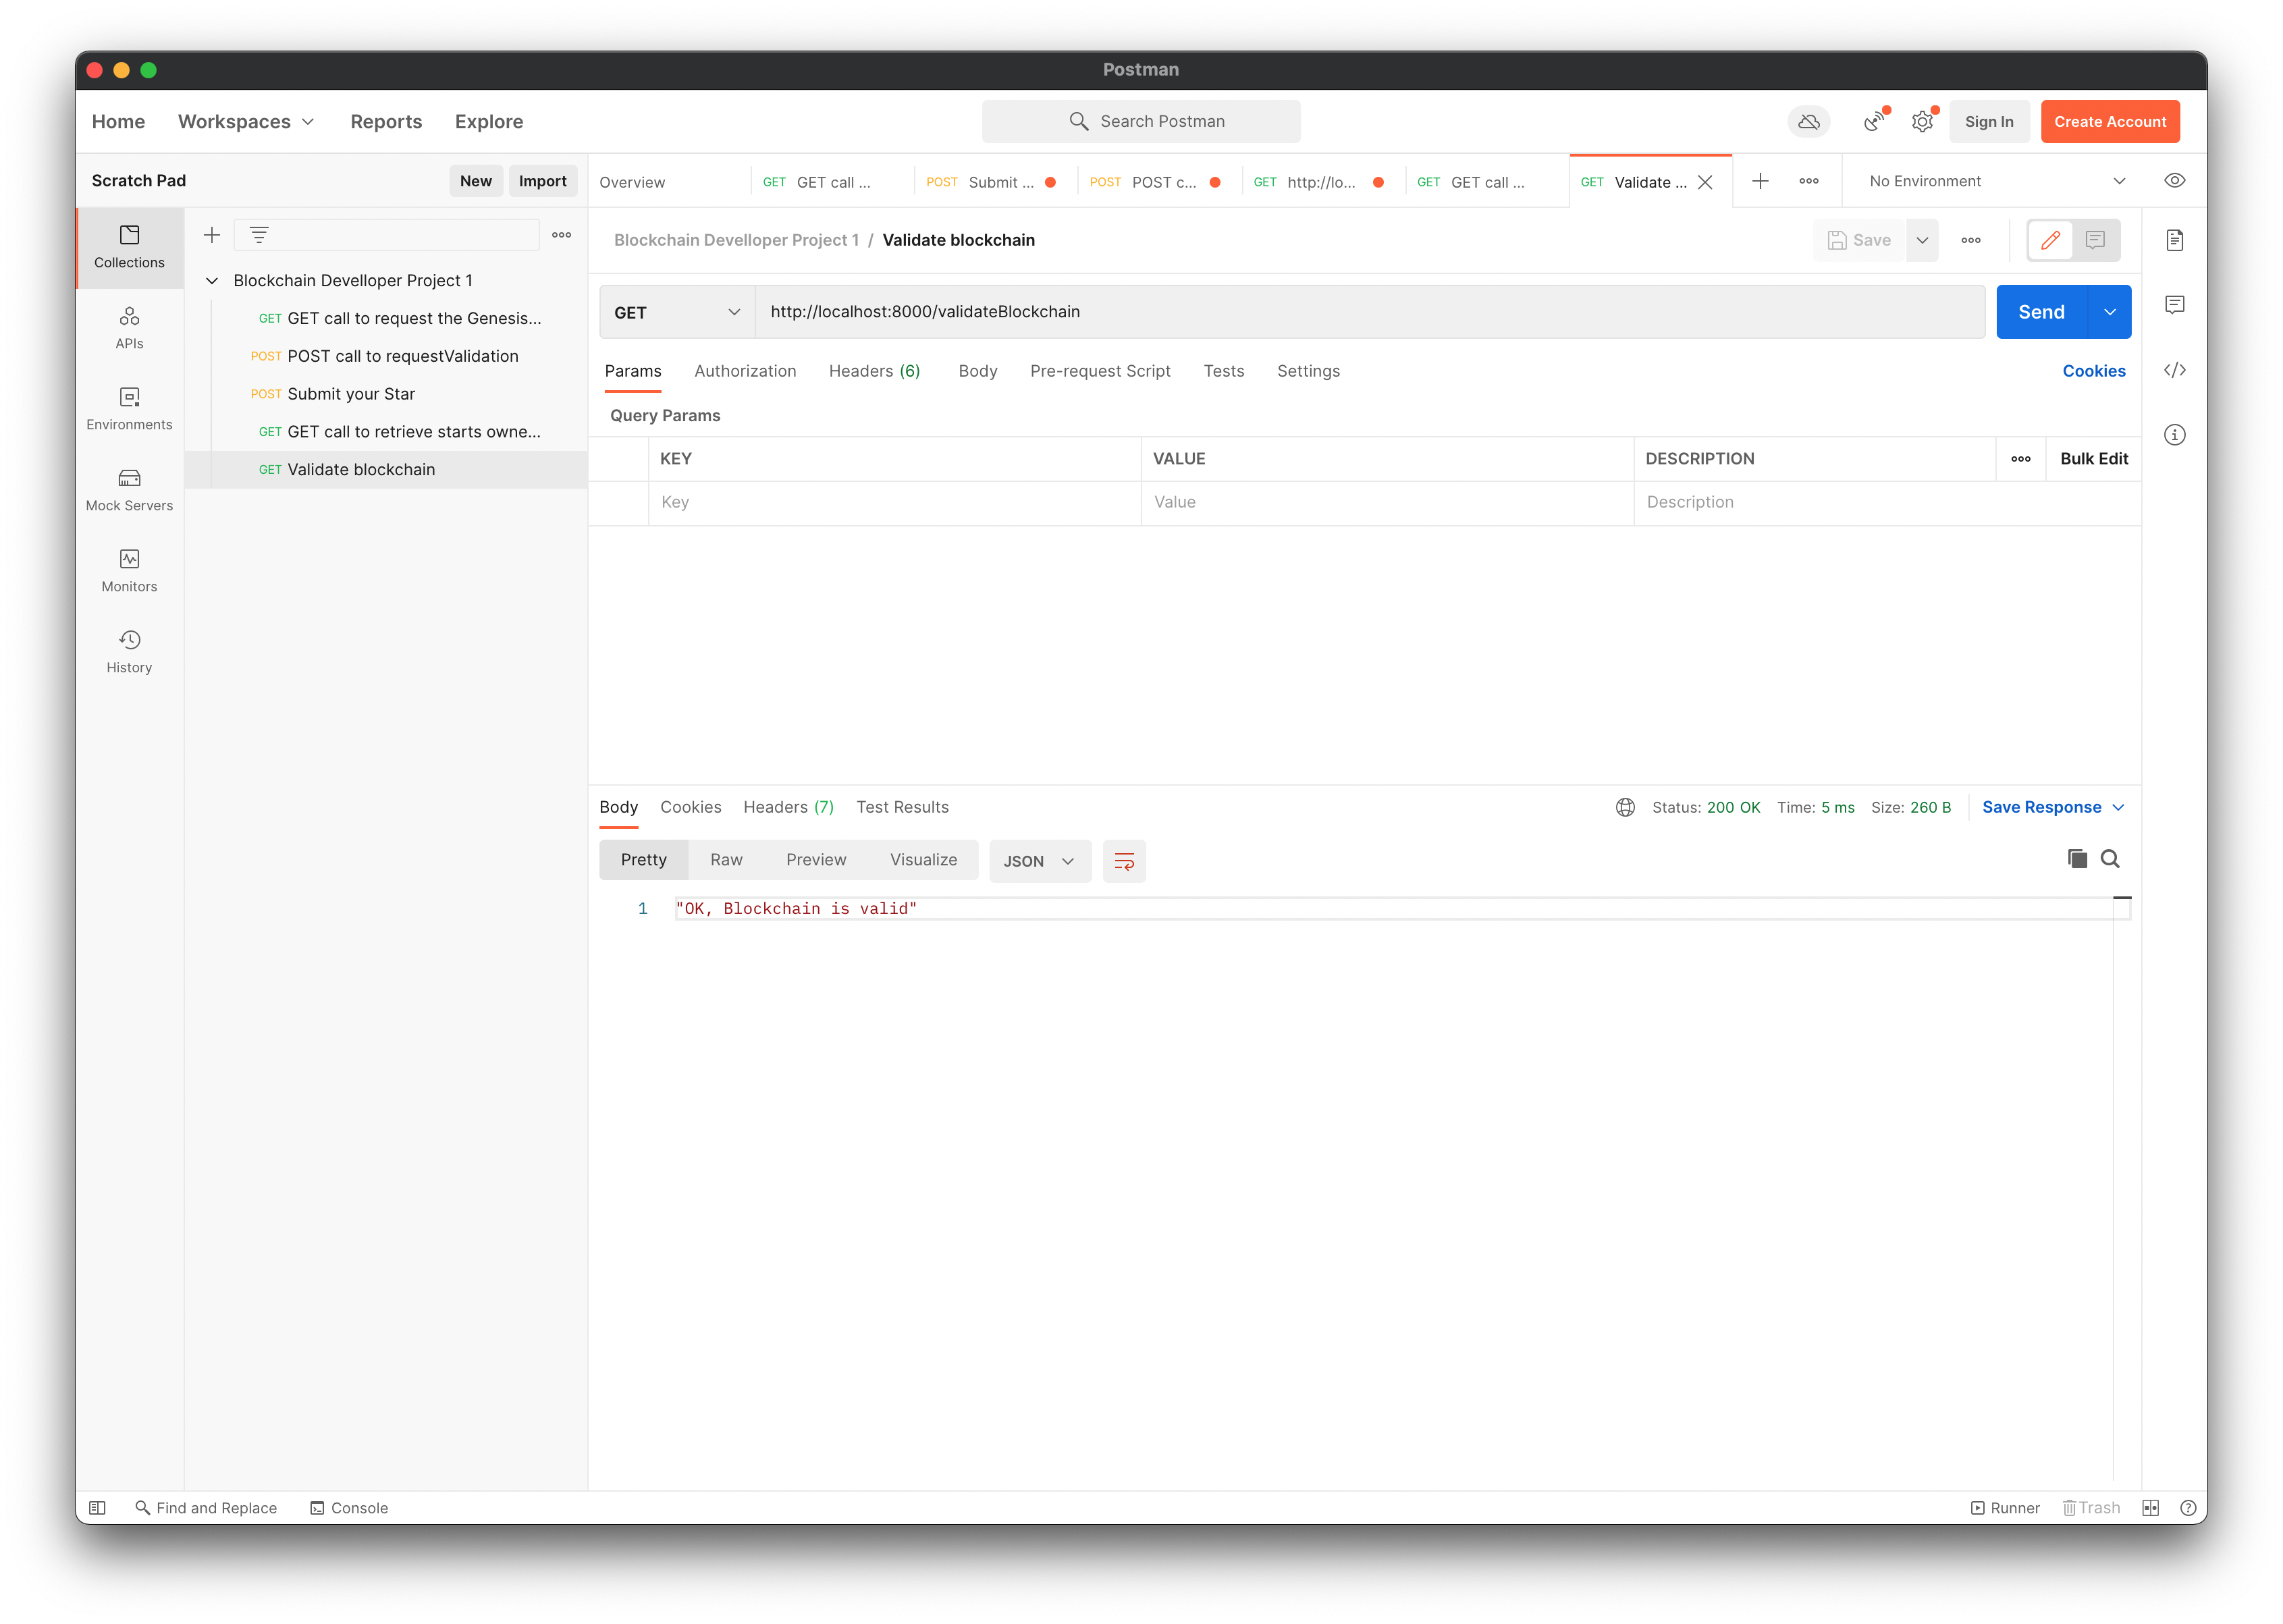 Postman
Home Workspaces Reports Explore Search Postman Sign In Create Account
Scratch Pad New Import
Overview GET GET call ... POST Submit ... POST POST c... GET http://lo... GET GET call ... GET Validate ... No Environment
Collections
APIs
Environments
Mock Servers
Monitors
History
Blockchain Develloper Project 1
GET GET call to request the Genesis...
POST POST call to requestValidation
POST Submit your Star
GET GET call to retrieve starts owne...
GET Validate blockchain
Blockchain Develloper Project 1 / Validate blockchain Save
GET http://localhost:8000/validateBlockchain Send
Params Authorization Headers (6) Body Pre-request Script Tests Settings Cookies
Query Params
KEY VALUE DESCRIPTION Bulk Edit
Key Value Description
Body Cookies Headers (7) Test Results Status: 200 OK Time: 5 ms Size: 260 B Save Response
Pretty Raw Preview Visualize JSON
1 "OK, Blockchain is valid"
Find and Replace Console Runner Trash